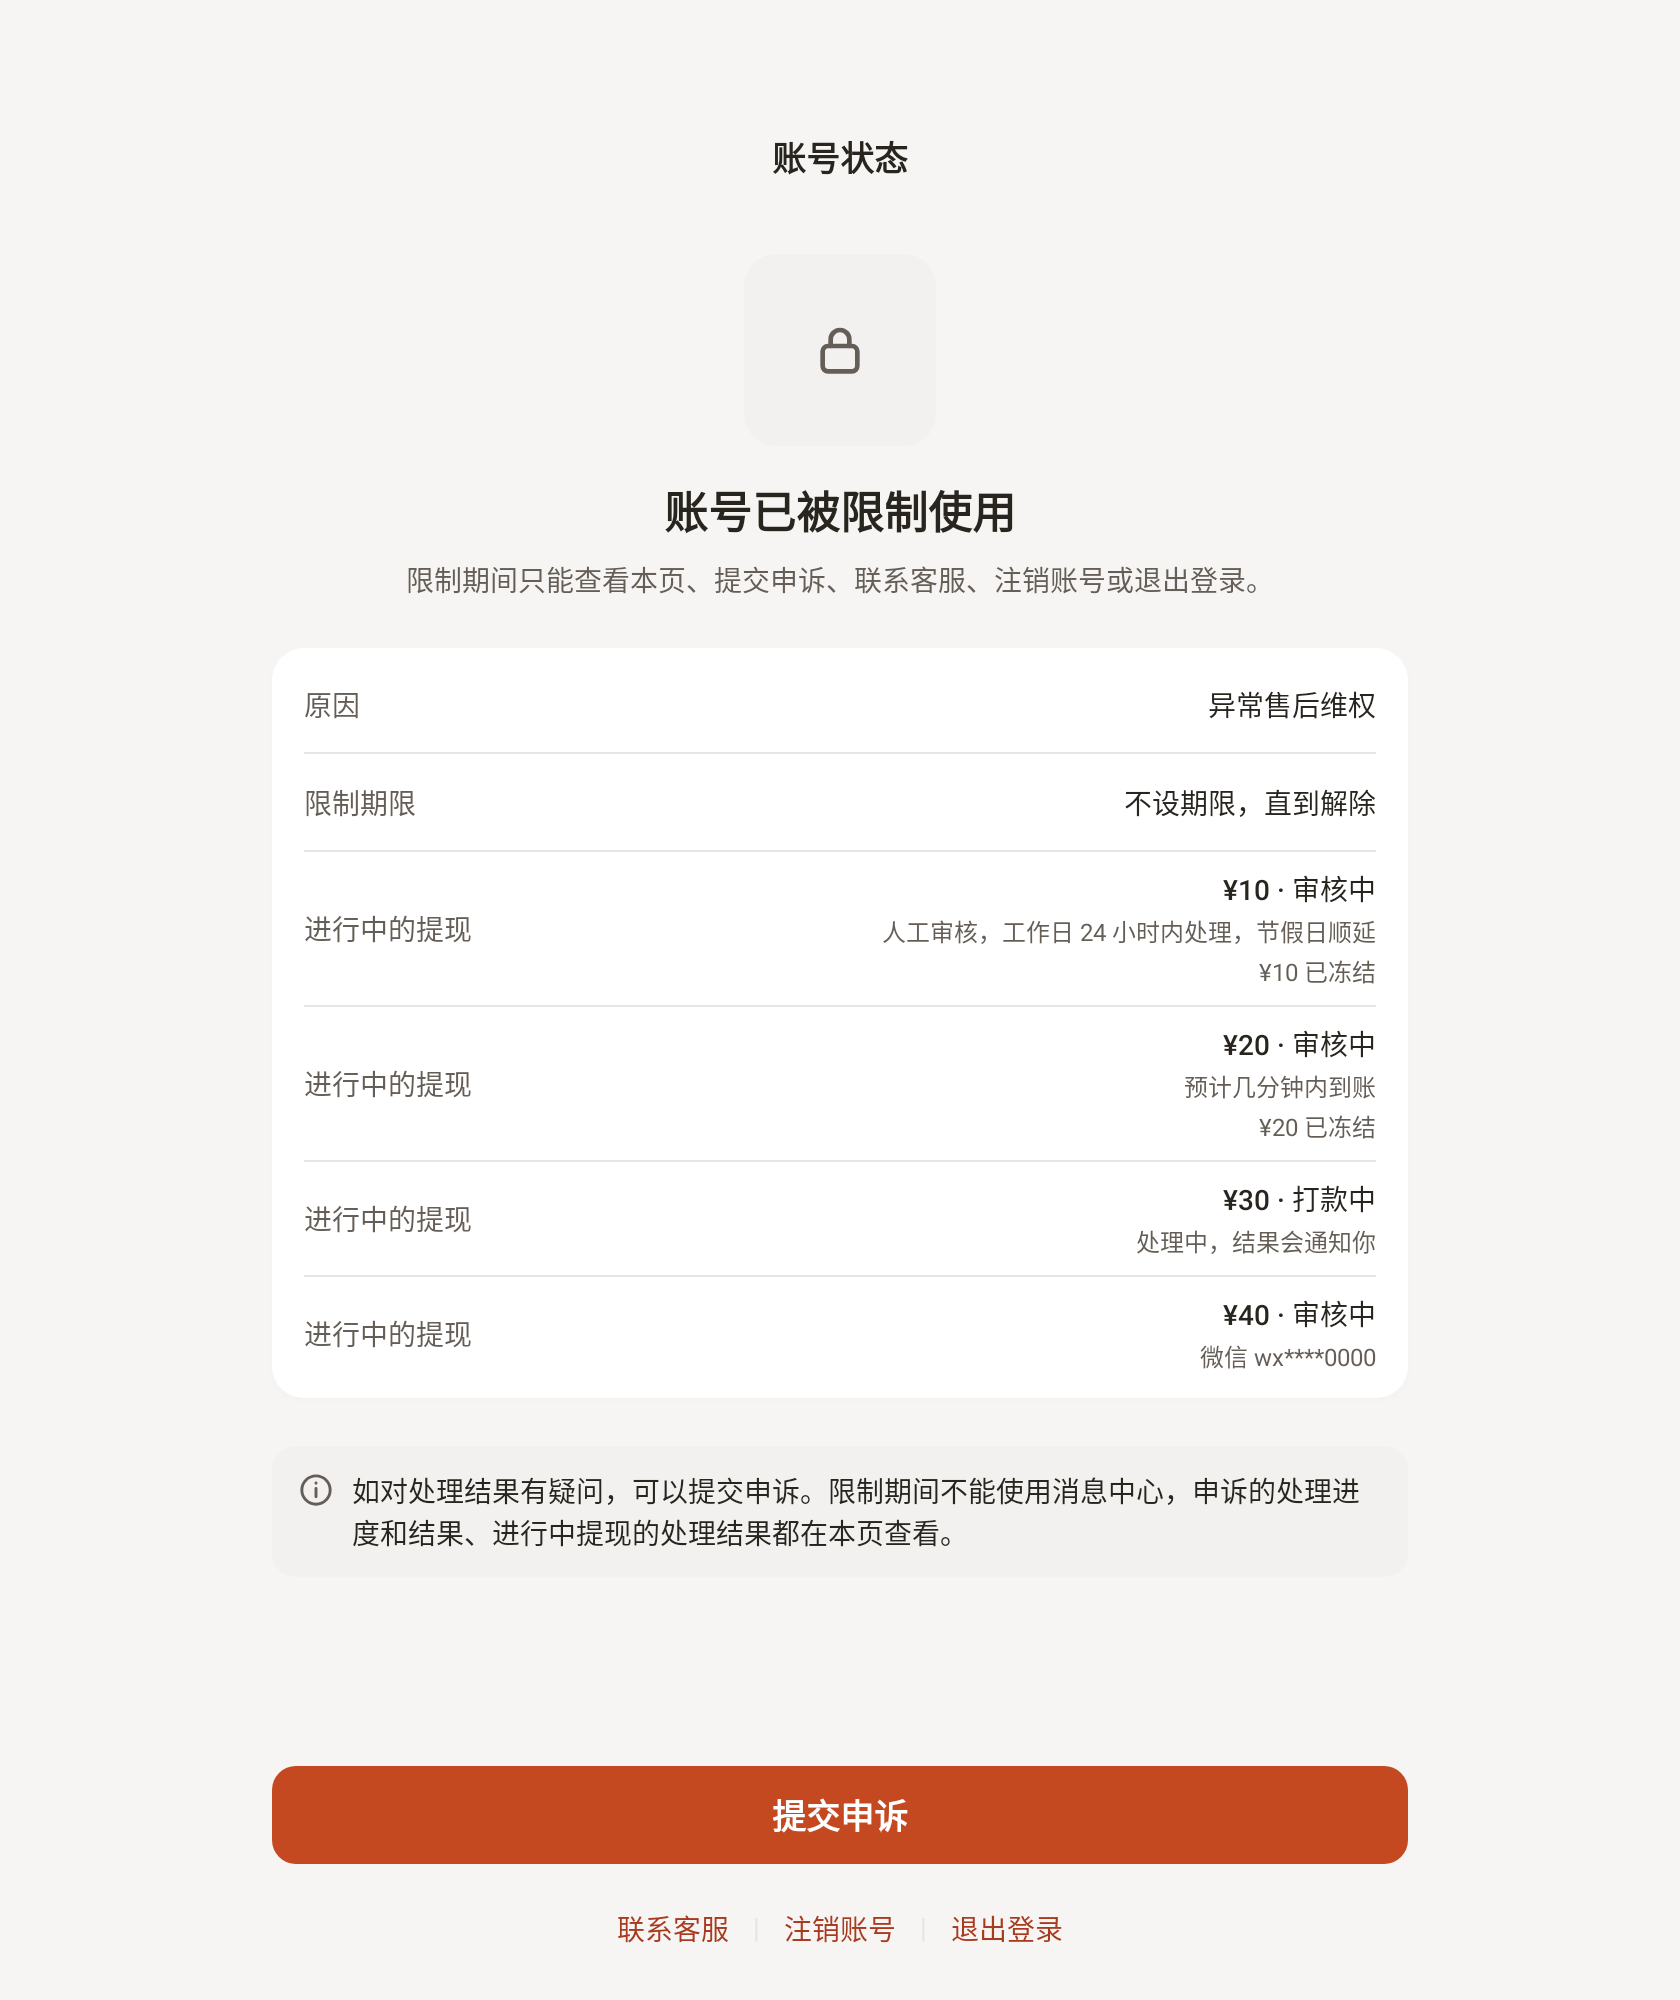 账号状态
账号已被限制使用
限制期间只能查看本页、提交申诉、联系客服、注销账号或退出登录。
原因
异常售后维权
限制期限
不设期限，直到解除
进行中的提现
¥10 · 审核中
人工审核，工作日 24 小时内处理，节假日顺延
¥10 已冻结
进行中的提现
¥20 · 审核中
预计几分钟内到账
¥20 已冻结
进行中的提现
¥30 · 打款中
处理中，结果会通知你
进行中的提现
¥40 · 审核中
微信 wx****0000
如对处理结果有疑问，可以提交申诉。限制期间不能使用消息中心，申诉的处理进
度和结果、进行中提现的处理结果都在本页查看。
提交申诉
联系客服
注销账号
退出登录